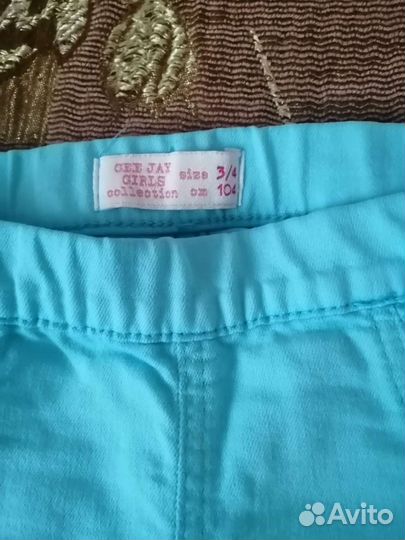 GEE JAY
GIRLS
collection
size 3/4
cm 104
Avito